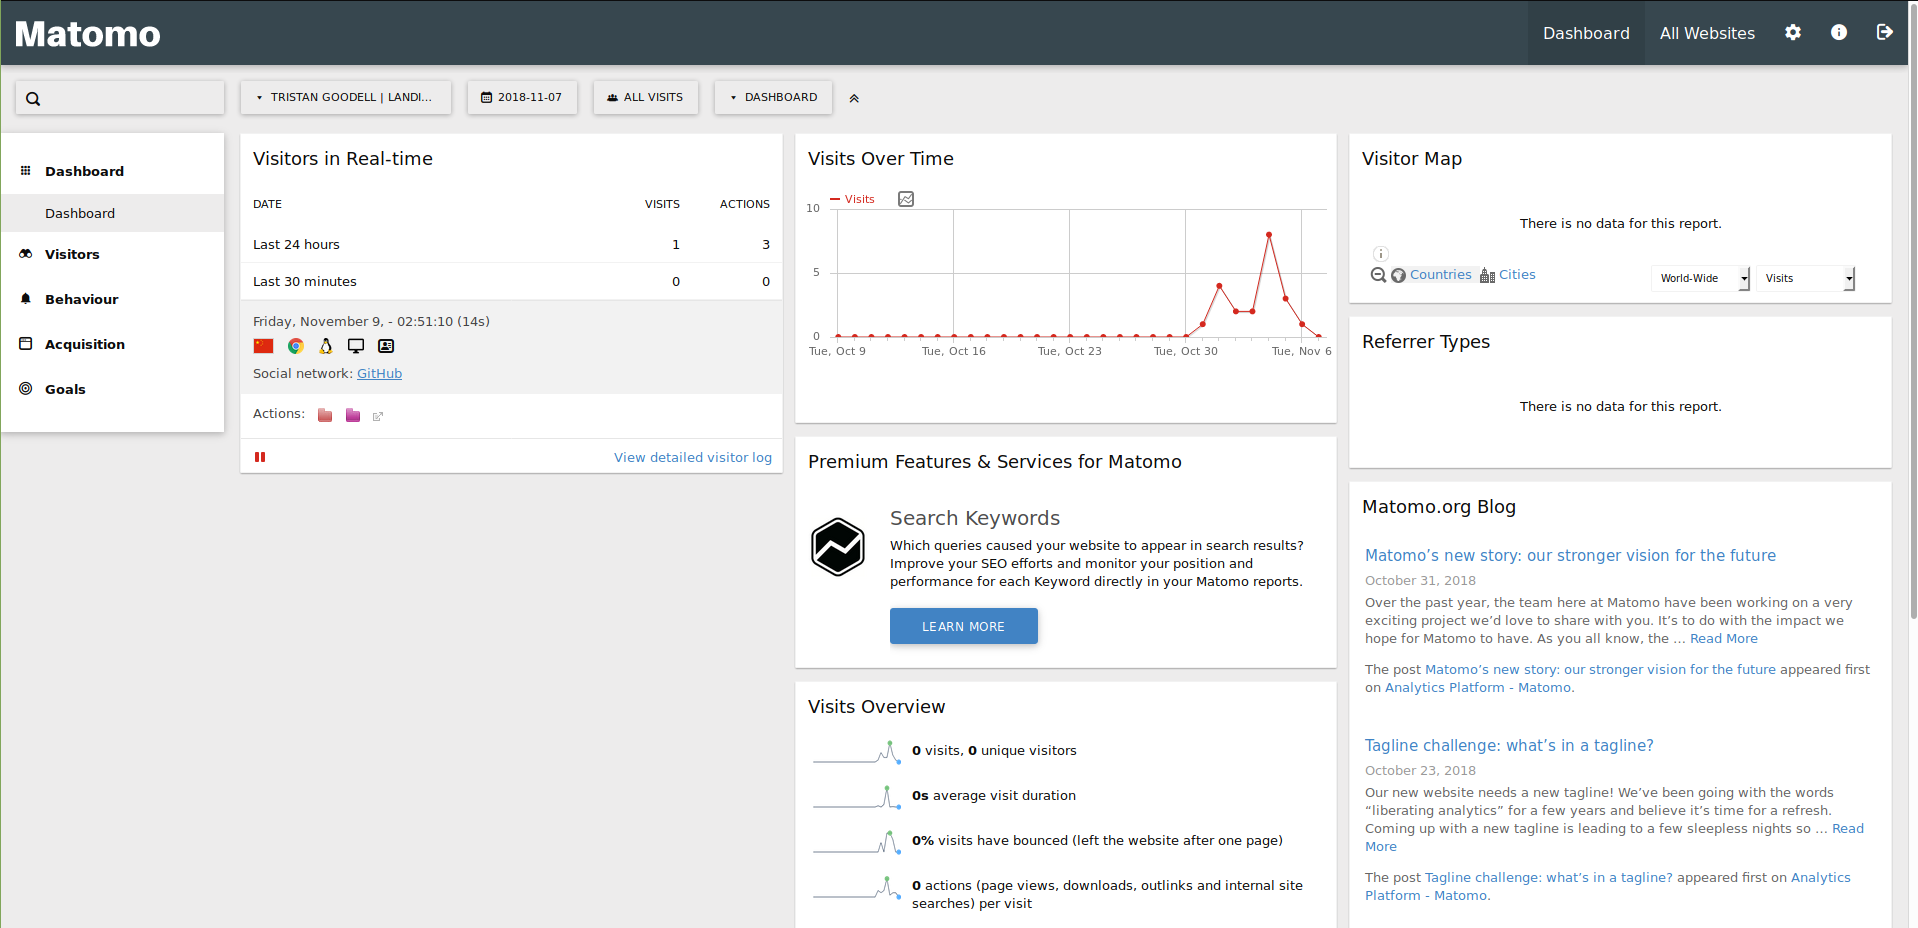 Matomo
Dashboard
All Websites
TRISTAN GOODELL | LANDI...
2018-11-07
ALL VISITS
DASHBOARD
Dashboard
Dashboard
Visitors
Behaviour
Acquisition
Goals
Visitors in Real-time
DATE VISITS ACTIONS
Last 24 hours 1 3
Last 30 minutes 0 0
Friday, November 9, - 02:51:10 (14s)
Social network: GitHub
Actions:
View detailed visitor log
Visits Over Time
Visits
10
5
0
Tue, Oct 9 Tue, Oct 16 Tue, Oct 23 Tue, Oct 30 Tue, Nov 6
Premium Features & Services for Matomo
Search Keywords
Which queries caused your website to appear in search results?
Improve your SEO efforts and monitor your position and
performance for each Keyword directly in your Matomo reports.
LEARN MORE
Visits Overview
0 visits, 0 unique visitors
0s average visit duration
0% visits have bounced (left the website after one page)
0 actions (page views, downloads, outlinks and internal site
searches) per visit
Visitor Map
There is no data for this report.
Countries Cities World-Wide Visits
Referrer Types
There is no data for this report.
Matomo.org Blog
Matomo’s new story: our stronger vision for the future
October 31, 2018
Over the past year, the team here at Matomo have been working on a very
exciting project we’d love to share with you. It’s to do with the impact we
hope for Matomo to have. As you all know, the … Read More
The post Matomo’s new story: our stronger vision for the future appeared first
on Analytics Platform - Matomo.
Tagline challenge: what’s in a tagline?
October 23, 2018
Our new website needs a new tagline! We’ve been going with the words
“liberating analytics” for a few years and believe it’s time for a refresh.
Coming up with a new tagline is leading to a few sleepless nights so … Read
More
The post Tagline challenge: what’s in a tagline? appeared first on Analytics
Platform - Matomo.